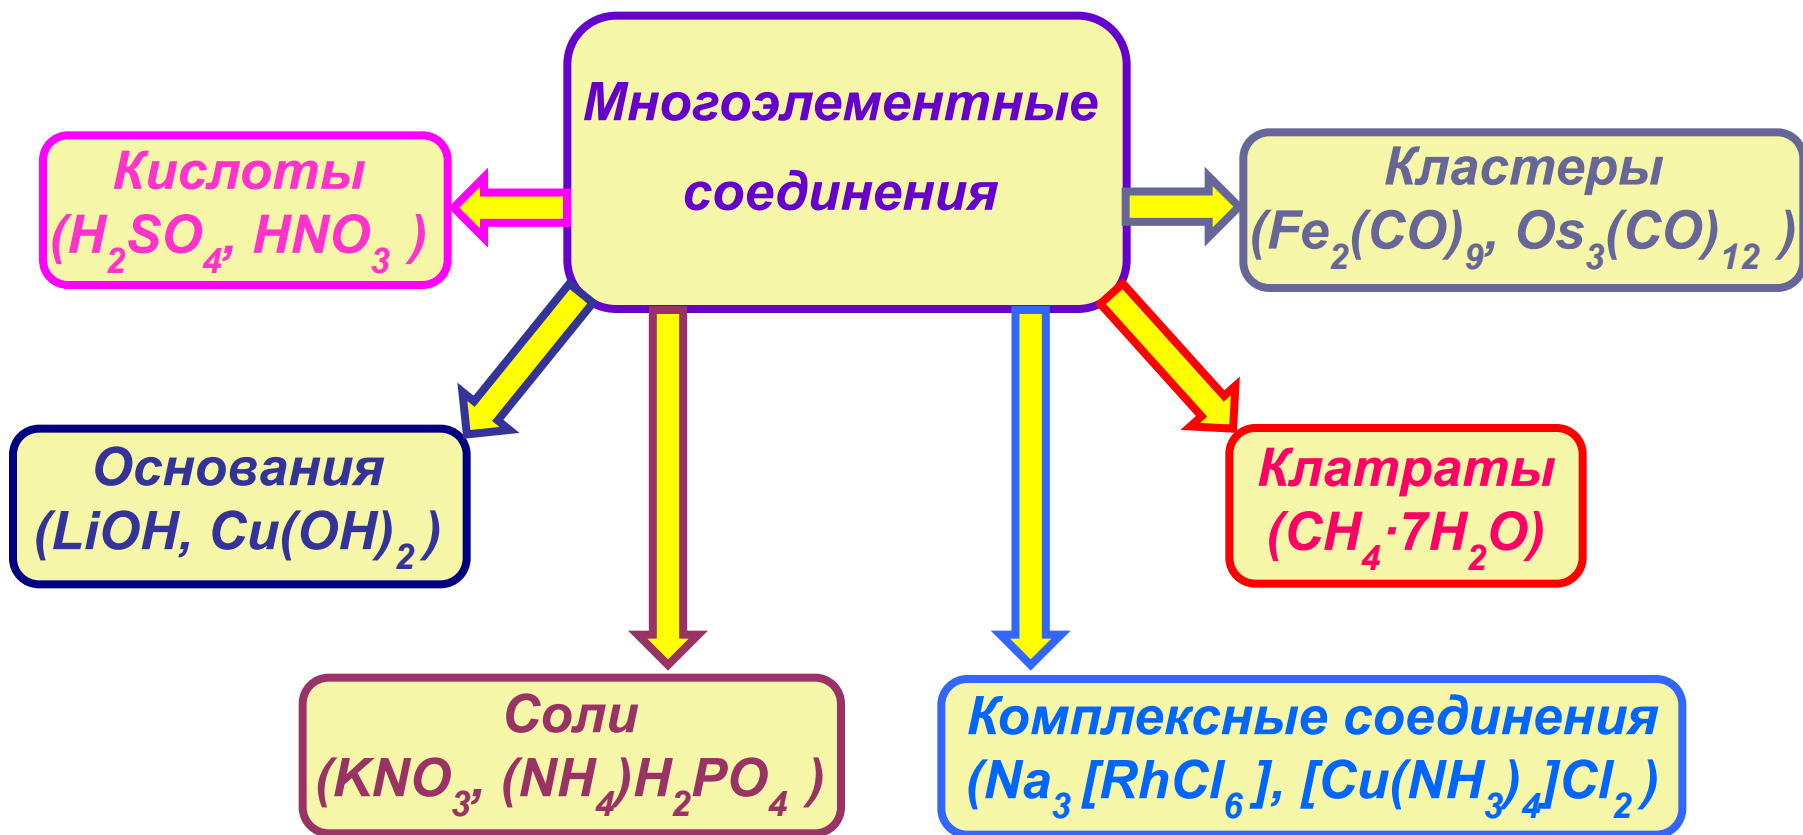 Многоэлементные
соединения
Кислоты
(H₂SO₄, HNO₃ )
Кластеры
(Fe₂(CO)₉, Os₃(CO)₁₂ )
Основания
(LiOH, Cu(OH)₂ )
Клатраты
(CH₄·7H₂O)
Соли
(KNO₃, (NH₄)H₂PO₄ )
Комплексные соединения
(Na₃ [RhCl₆ ], [Cu(NH₃)₄]Cl₂ )